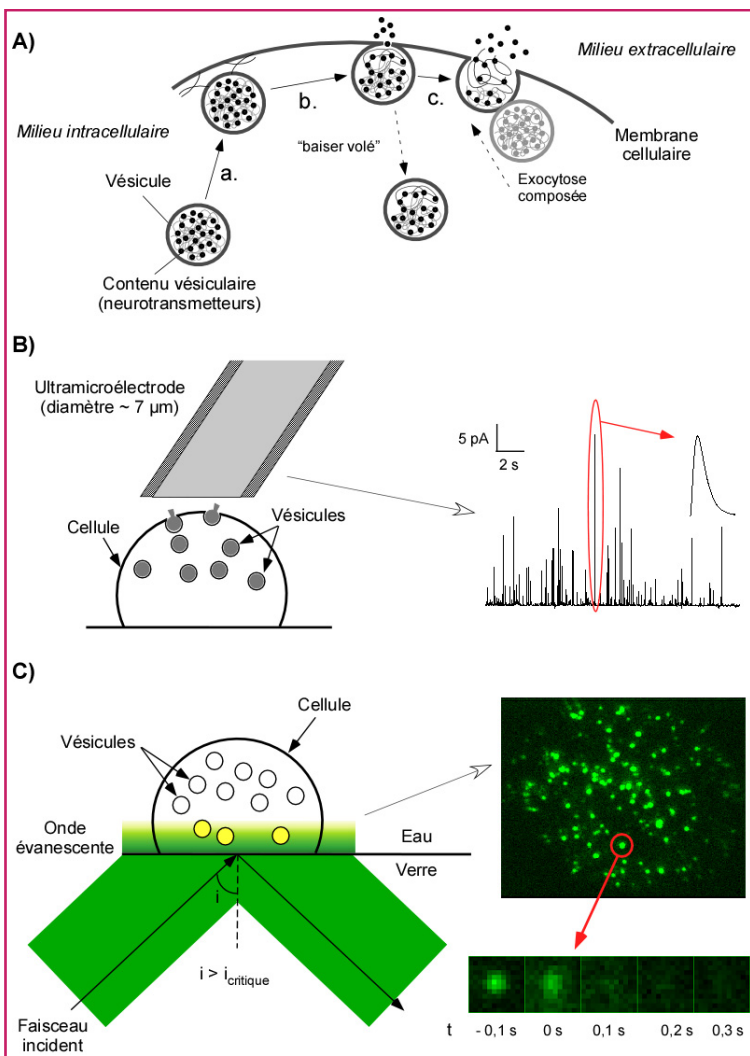 A)
Milieu extracellulaire
b.
c.
Milieu intracellulaire
"baiser volé"
Membrane
cellulaire
a.
Exocytose
composée
Vésicule
Contenu vésiculaire
(neurotransmetteurs)
B)
Ultramicroélectrode
(diamètre ~ 7 µm)
5 pA
2 s
Cellule
Vésicules
C)
Cellule
Vésicules
Onde
évanescente
Eau
Verre
i
i > i critique
Faisceau
incident
t
- 0,1 s
0 s
0,1 s
0,2 s
0,3 s